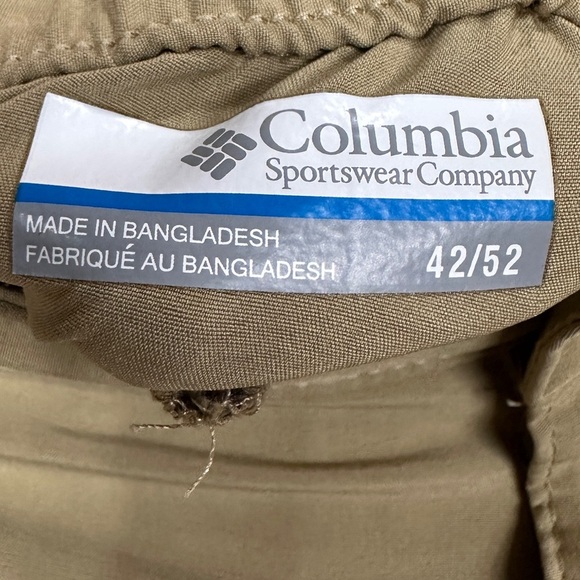 Columbia
Sportswear Company
MADE IN BANGLADESH
FABRIQUÉ AU BANGLADESH
42/52